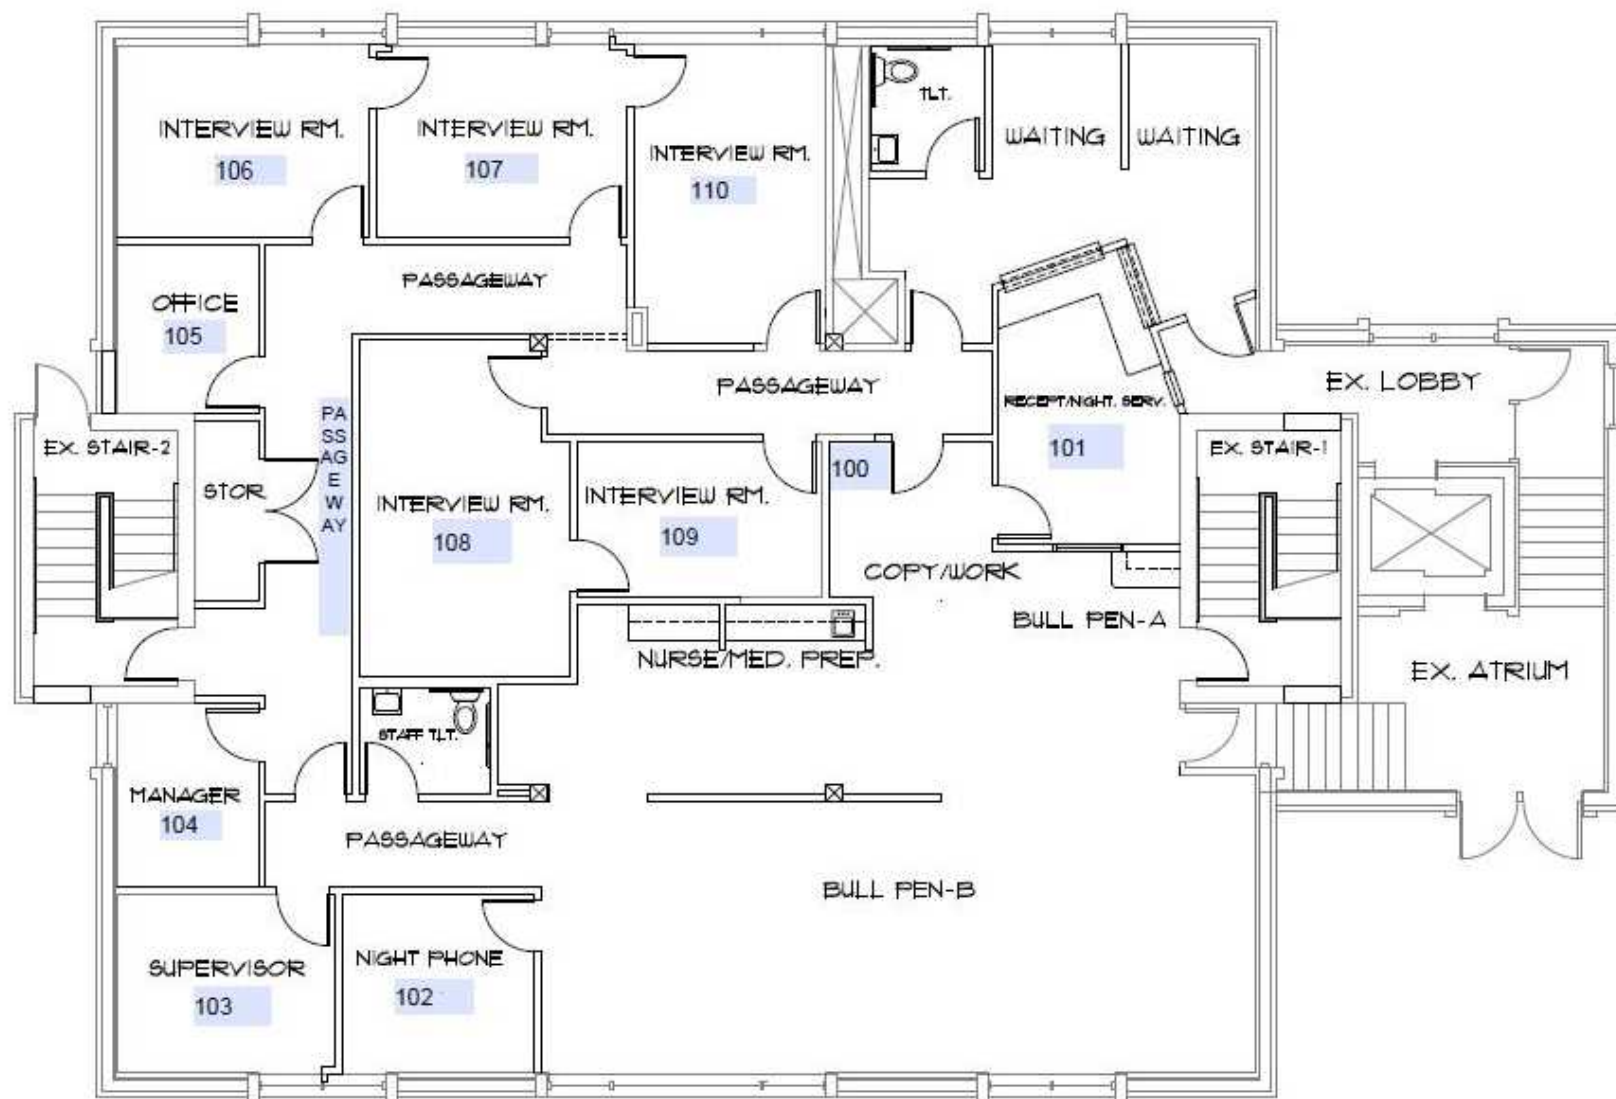 TLT.
INTERVIEW RM.
106
INTERVIEW RM.
107
INTERVIEW RM.
110
WAITING
WAITING
PASSAGEWAY
OFFICE
105
PASSAGEWAY
EX. LOBBY
RECEPT/NIGHT. SERV.
101
PA
SS
AG
E
W
AY
EX. STAIR-2
STOR
EX. STAIR-1
100
INTERVIEW RM.
108
INTERVIEW RM.
109
COPY/WORK
BULL PEN-A
NURSE/MED. PREP.
EX. ATRIUM
STAFF TLT.
MANAGER
104
PASSAGEWAY
BULL PEN-B
SUPERVISOR
103
NIGHT PHONE
102